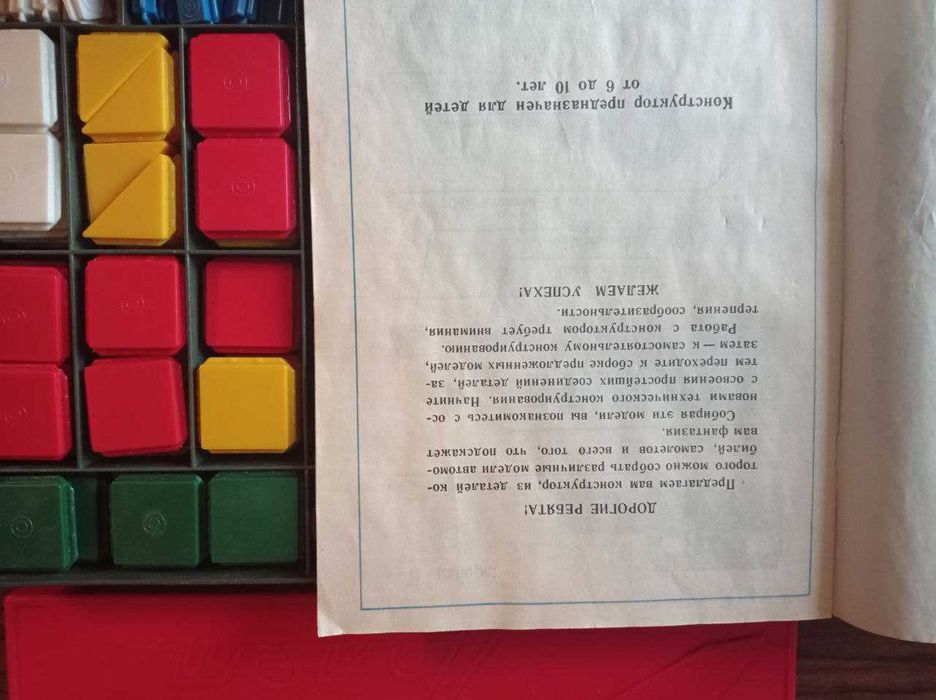 ДОРОГИЕ РЕБЯТА!
Предлагаем вам конструктор, из деталей ко-
торого можно собрать различные модели автомо-
билей, самолетов и всего того, что подскажет
вам фантазия.
Собирая эти модели, вы познакомитесь с ос-
новами технического конструирования. Начните
с освоения простейших соединений деталей, за-
тем переходите к сборке предложенных моделей,
затем — к самостоятельному конструированию.
Работа с конструктором требует внимания,
терпения, сообразительности.
ЖЕЛАЕМ УСПЕХА!
Конструктор предназначен для детей
от 6 до 10 лет.